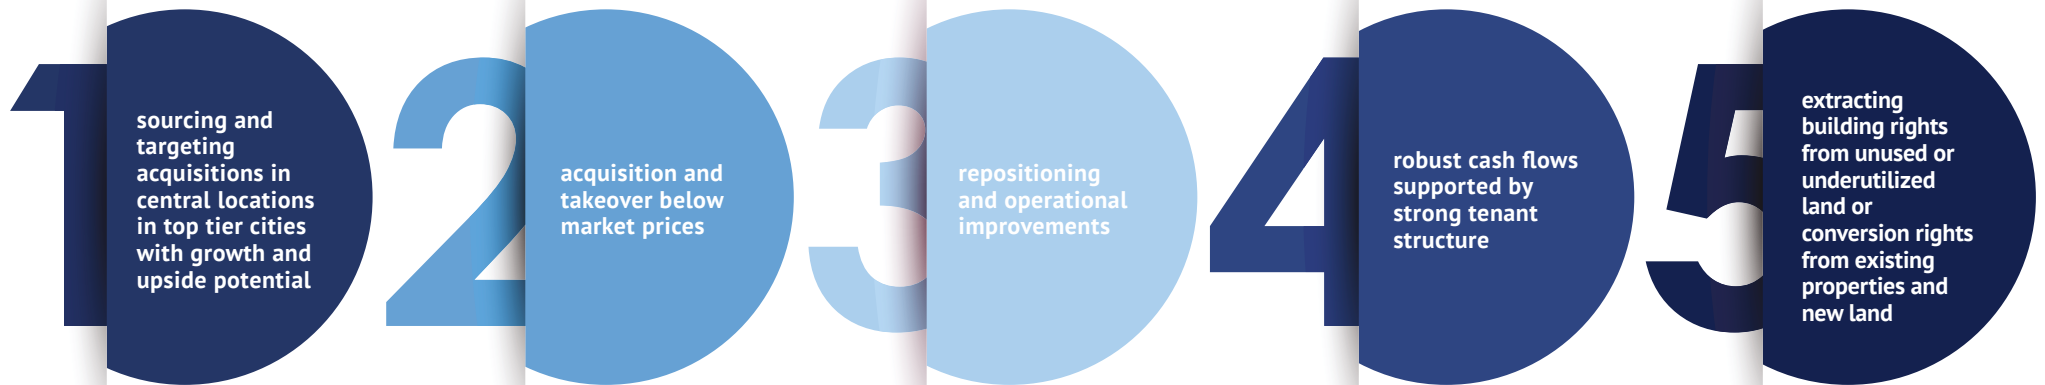 1
sourcing and
targeting
acquisitions in
central locations
in top tier cities
with growth and
upside potential
2
acquisition and
takeover below
market prices
3
repositioning
and operational
improvements
4
robust cash flows
supported by
strong tenant
structure
5
extracting
building rights
from unused or
underutilized
land or
conversion rights
from existing
properties and
new land